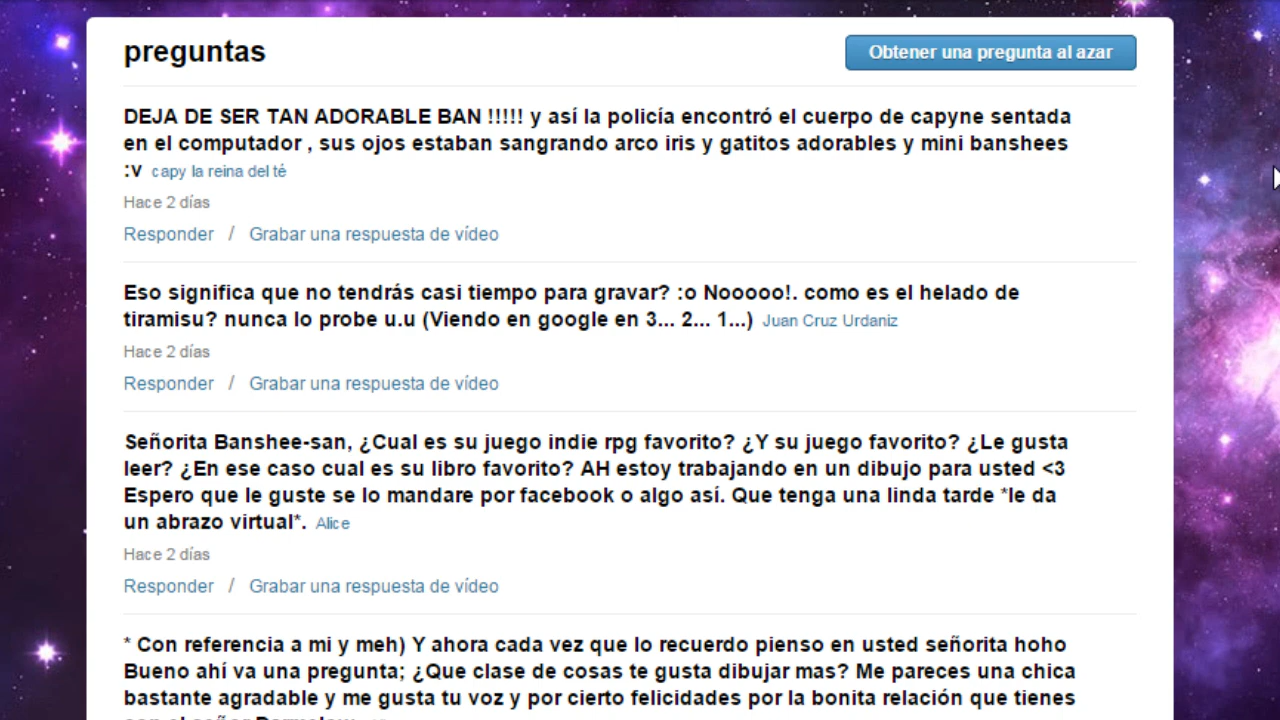 preguntas
Obtener una pregunta al azar
DEJA DE SER TAN ADORABLE BAN !!!!! y así la policía encontró el cuerpo de capyne sentada
en el computador , sus ojos estaban sangrando arco iris y gatitos adorables y mini banshees
:v capy la reina del té
Hace 2 días
Responder / Grabar una respuesta de vídeo
Eso significa que no tendrás casi tiempo para gravar? :o Nooooo!. como es el helado de
tiramisu? nunca lo probe u.u (Viendo en google en 3... 2... 1...) Juan Cruz Urdaniz
Hace 2 días
Responder / Grabar una respuesta de vídeo
Señorita Banshee-san, ¿Cual es su juego indie rpg favorito? ¿Y su juego favorito? ¿Le gusta
leer? ¿En ese caso cual es su libro favorito? AH estoy trabajando en un dibujo para usted <3
Espero que le guste se lo mandare por facebook o algo así. Que tenga una linda tarde *le da
un abrazo virtual*. Alice
Hace 2 días
Responder / Grabar una respuesta de vídeo
* Con referencia a mi y meh) Y ahora cada vez que lo recuerdo pienso en usted señorita hoho
Bueno ahí va una pregunta; ¿Que clase de cosas te gusta dibujar mas? Me pareces una chica
bastante agradable y me gusta tu voz y por cierto felicidades por la bonita relación que tienes